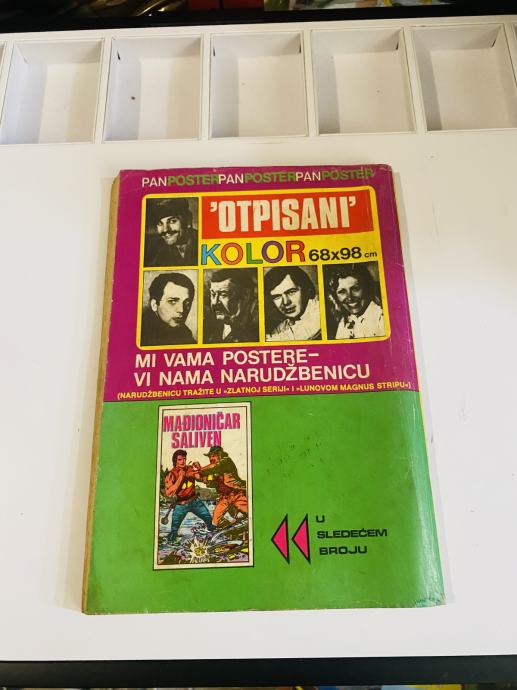 PANPOSTERPANPOSTERPANPOSTER
'OTPISANI'
KOLOR 68x98 cm
MI VAMA POSTERE–
VI NAMA NARUDŽBENICU
(NARUDŽBENICU TRAŽITE U »ZLATNOJ SERIJI« I »LUNOVOM MAGNUS STRIPU«)
MAĐIONIČAR
SALIVEN
U
SLEDEĆEM
BROJU